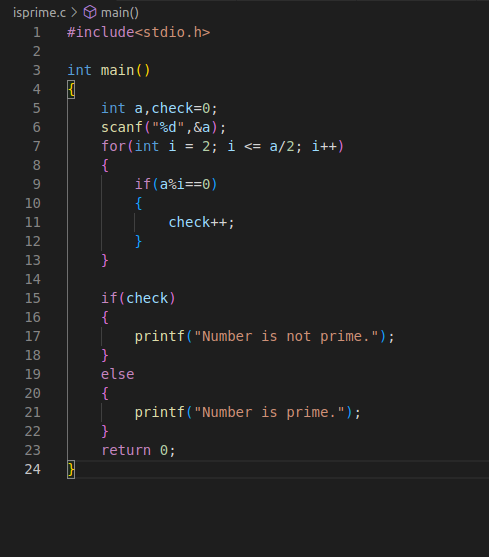 isprime.c > main()
1 #include<stdio.h>
2
3 int main()
4 {
5     int a,check=0;
6     scanf("%d",&a);
7     for(int i = 2; i <= a/2; i++)
8     {
9         if(a%i==0)
10         {
11             check++;
12         }
13     }
14
15     if(check)
16     {
17         printf("Number is not prime.");
18     }
19     else
20     {
21         printf("Number is prime.");
22     }
23     return 0;
24 }